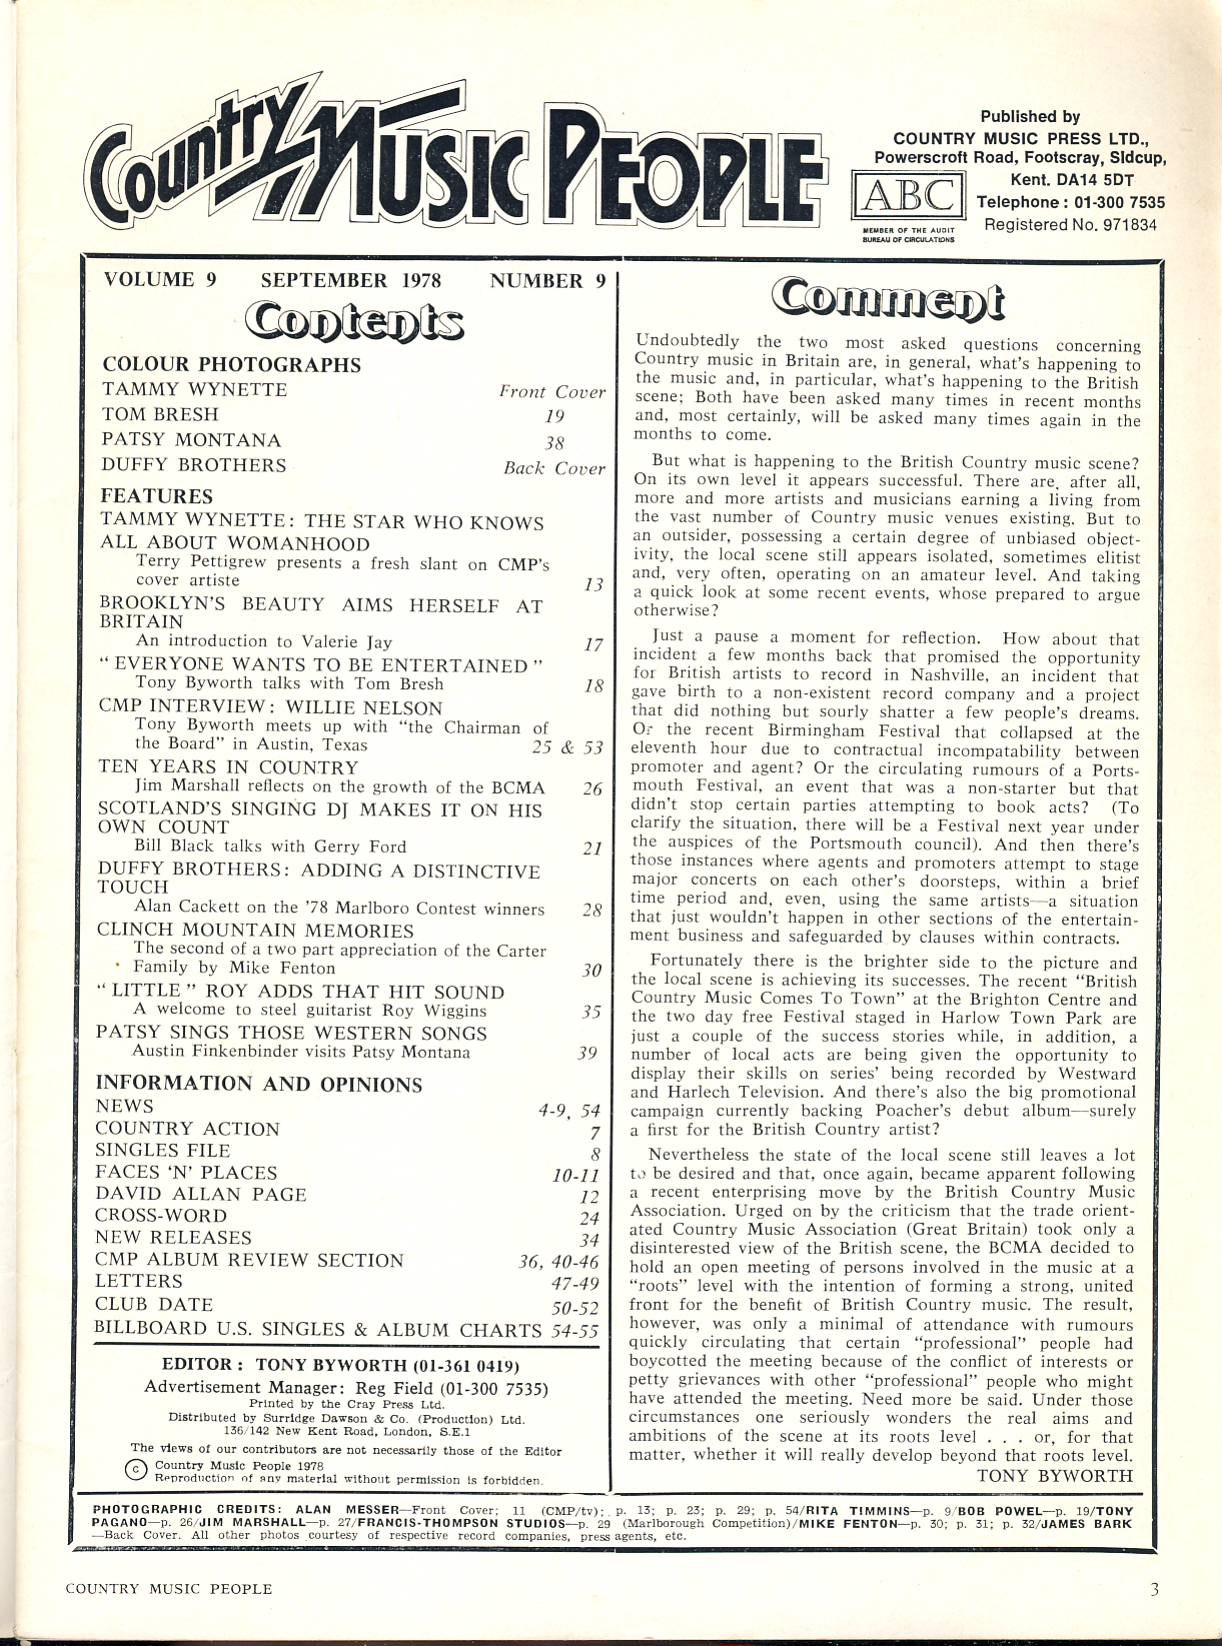 Country Music People
Published by
COUNTRY MUSIC PRESS LTD.,
Powerscroft Road, Footscray, Sidcup,
Kent. DA14 5DT
Telephone : 01-300 7535
Registered No. 971834
ABC
MEMBER OF THE AUDIT
BUREAU OF CIRCULATIONS
VOLUME 9 SEPTEMBER 1978 NUMBER 9
Contents
COLOUR PHOTOGRAPHS
TAMMY WYNETTE Front Cover
TOM BRESH 19
PATSY MONTANA 38
DUFFY BROTHERS Back Cover
FEATURES
TAMMY WYNETTE: THE STAR WHO KNOWS
ALL ABOUT WOMANHOOD
Terry Pettigrew presents a fresh slant on CMP's
cover artiste 13
BROOKLYN'S BEAUTY AIMS HERSELF AT
BRITAIN
An introduction to Valerie Jay 17
" EVERYONE WANTS TO BE ENTERTAINED "
Tony Byworth talks with Tom Bresh 18
CMP INTERVIEW: WILLIE NELSON
Tony Byworth meets up with "the Chairman of
the Board" in Austin, Texas 25 & 53
TEN YEARS IN COUNTRY
Jim Marshall reflects on the growth of the BCMA 26
SCOTLAND'S SINGING DJ MAKES IT ON HIS
OWN COUNT
Bill Black talks with Gerry Ford 21
DUFFY BROTHERS: ADDING A DISTINCTIVE
TOUCH
Alan Cackett on the '78 Marlboro Contest winners 28
CLINCH MOUNTAIN MEMORIES
The second of a two part appreciation of the Carter
Family by Mike Fenton 30
" LITTLE " ROY ADDS THAT HIT SOUND
A welcome to steel guitarist Roy Wiggins 35
PATSY SINGS THOSE WESTERN SONGS
Austin Finkenbinder visits Patsy Montana 39
INFORMATION AND OPINIONS
NEWS 4-9, 54
COUNTRY ACTION 7
SINGLES FILE 8
FACES 'N' PLACES 10-11
DAVID ALLAN PAGE 12
CROSS-WORD 24
NEW RELEASES 34
CMP ALBUM REVIEW SECTION 36, 40-46
LETTERS 47-49
CLUB DATE 50-52
BILLBOARD U.S. SINGLES & ALBUM CHARTS 54-55
EDITOR : TONY BYWORTH (01-361 0419)
Advertisement Manager: Reg Field (01-300 7535)
Printed by the Cray Press Ltd.
Distributed by Surridge Dawson & Co. (Production) Ltd.
136/142 New Kent Road, London, S.E.1
The views of our contributors are not necessarily those of the Editor
© Country Music People 1978
Reproduction of any material without permission is forbidden.
Comment
Undoubtedly the two most asked questions concerning
Country music in Britain are, in general, what's happening to
the music and, in particular, what's happening to the British
scene; Both have been asked many times in recent months
and, most certainly, will be asked many times again in the
months to come.
But what is happening to the British Country music scene?
On its own level it appears successful. There are, after all,
more and more artists and musicians earning a living from
the vast number of Country music venues existing. But to
an outsider, possessing a certain degree of unbiased object-
ivity, the local scene still appears isolated, sometimes elitist
and, very often, operating on an amateur level. And taking
a quick look at some recent events, whose prepared to argue
otherwise?
Just a pause a moment for reflection. How about that
incident a few months back that promised the opportunity
for British artists to record in Nashville, an incident that
gave birth to a non-existent record company and a project
that did nothing but sourly shatter a few people's dreams.
Or the recent Birmingham Festival that collapsed at the
eleventh hour due to contractual incompatability between
promoter and agent? Or the circulating rumours of a Ports-
mouth Festival, an event that was a non-starter but that
didn't stop certain parties attempting to book acts? (To
clarify the situation, there will be a Festival next year under
the auspices of the Portsmouth council). And then there's
those instances where agents and promoters attempt to stage
major concerts on each other's doorsteps, within a brief
time period and, even, using the same artists—a situation
that just wouldn't happen in other sections of the entertain-
ment business and safeguarded by clauses within contracts.
Fortunately there is the brighter side to the picture and
the local scene is achieving its successes. The recent "British
Country Music Comes To Town" at the Brighton Centre and
the two day free Festival staged in Harlow Town Park are
just a couple of the success stories while, in addition, a
number of local acts are being given the opportunity to
display their skills on series' being recorded by Westward
and Harlech Television. And there's also the big promotional
campaign currently backing Poacher's debut album—surely
a first for the British Country artist?
Nevertheless the state of the local scene still leaves a lot
to be desired and that, once again, became apparent following
a recent enterprising move by the British Country Music
Association. Urged on by the criticism that the trade orient-
ated Country Music Association (Great Britain) took only a
disinterested view of the British scene, the BCMA decided to
hold an open meeting of persons involved in the music at a
"roots" level with the intention of forming a strong, united
front for the benefit of British Country music. The result,
however, was only a minimal of attendance with rumours
quickly circulating that certain "professional" people had
boycotted the meeting because of the conflict of interests or
petty grievances with other "professional" people who might
have attended the meeting. Need more be said. Under those
circumstances one seriously wonders the real aims and
ambitions of the scene at its roots level . . . or, for that
matter, whether it will really develop beyond that roots level.
TONY BYWORTH
PHOTOGRAPHIC CREDITS: ALAN MESSER—Front Cover; 11 (CMP/tv); p. 13; p. 23; p. 29; p. 54/RITA TIMMINS—p. 9/BOB POWEL—p. 19/TONY
PAGANO—p. 26/JIM MARSHALL—p. 27/FRANCIS-THOMPSON STUDIOS—p. 29 (Marlborough Competition)/MIKE FENTON—p. 30; p. 31; p. 32/JAMES BARK
—Back Cover. All other photos courtesy of respective record companies, press agents, etc.
COUNTRY MUSIC PEOPLE 3